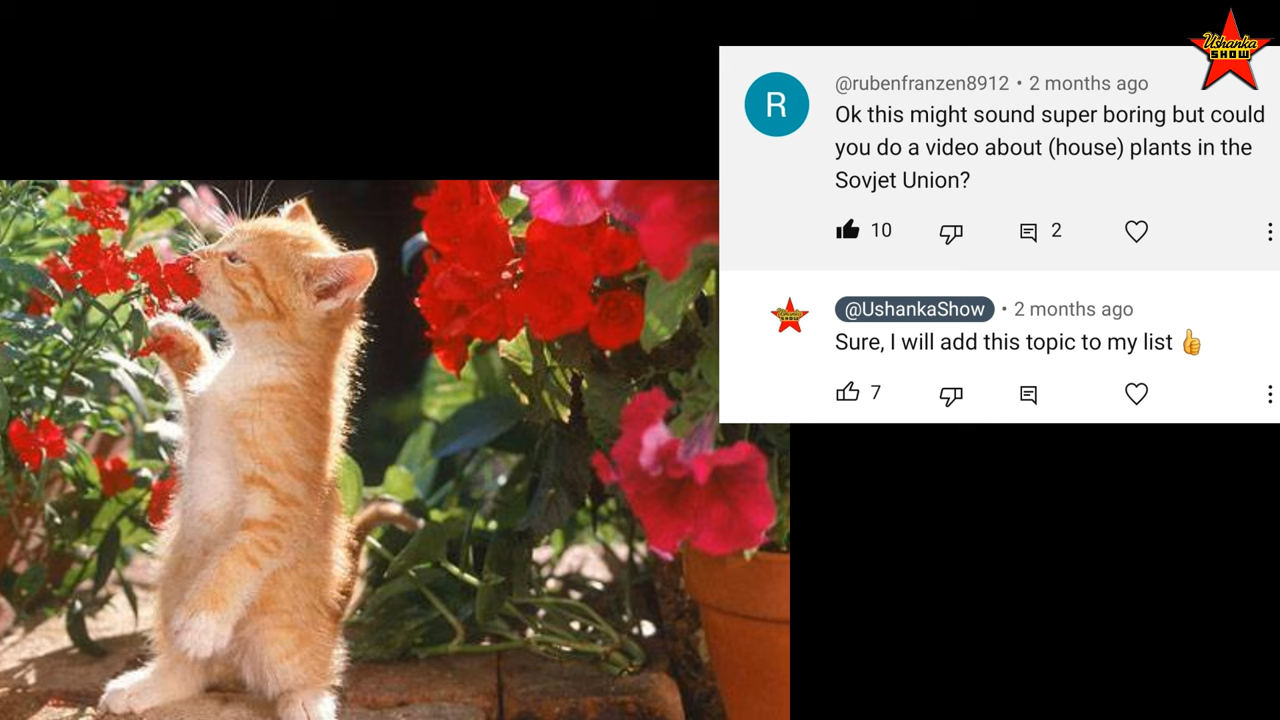 Ushanka
SHOW
@rubenfranzen8912 • 2 months ago
R
Ok this might sound super boring but could
you do a video about (house) plants in the
Sovjet Union?
10
2
@UshankaShow • 2 months ago
Ushanka
SHOW
Sure, I will add this topic to my list 👍
7